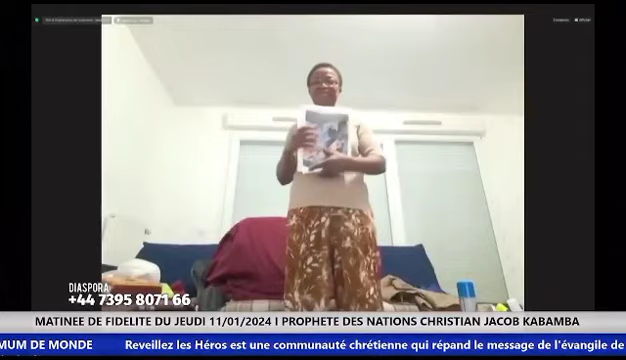 DIASPORA
+44 7395 8071 66
MATINEE DE FIDELITE DU JEUDI 11/01/2024 I PROPHETE DES NATIONS CHRISTIAN JACOB KABAMBA
MUM DE MONDE Reveillez les Héros est une communauté chrétienne qui répand le message de l'évangile de